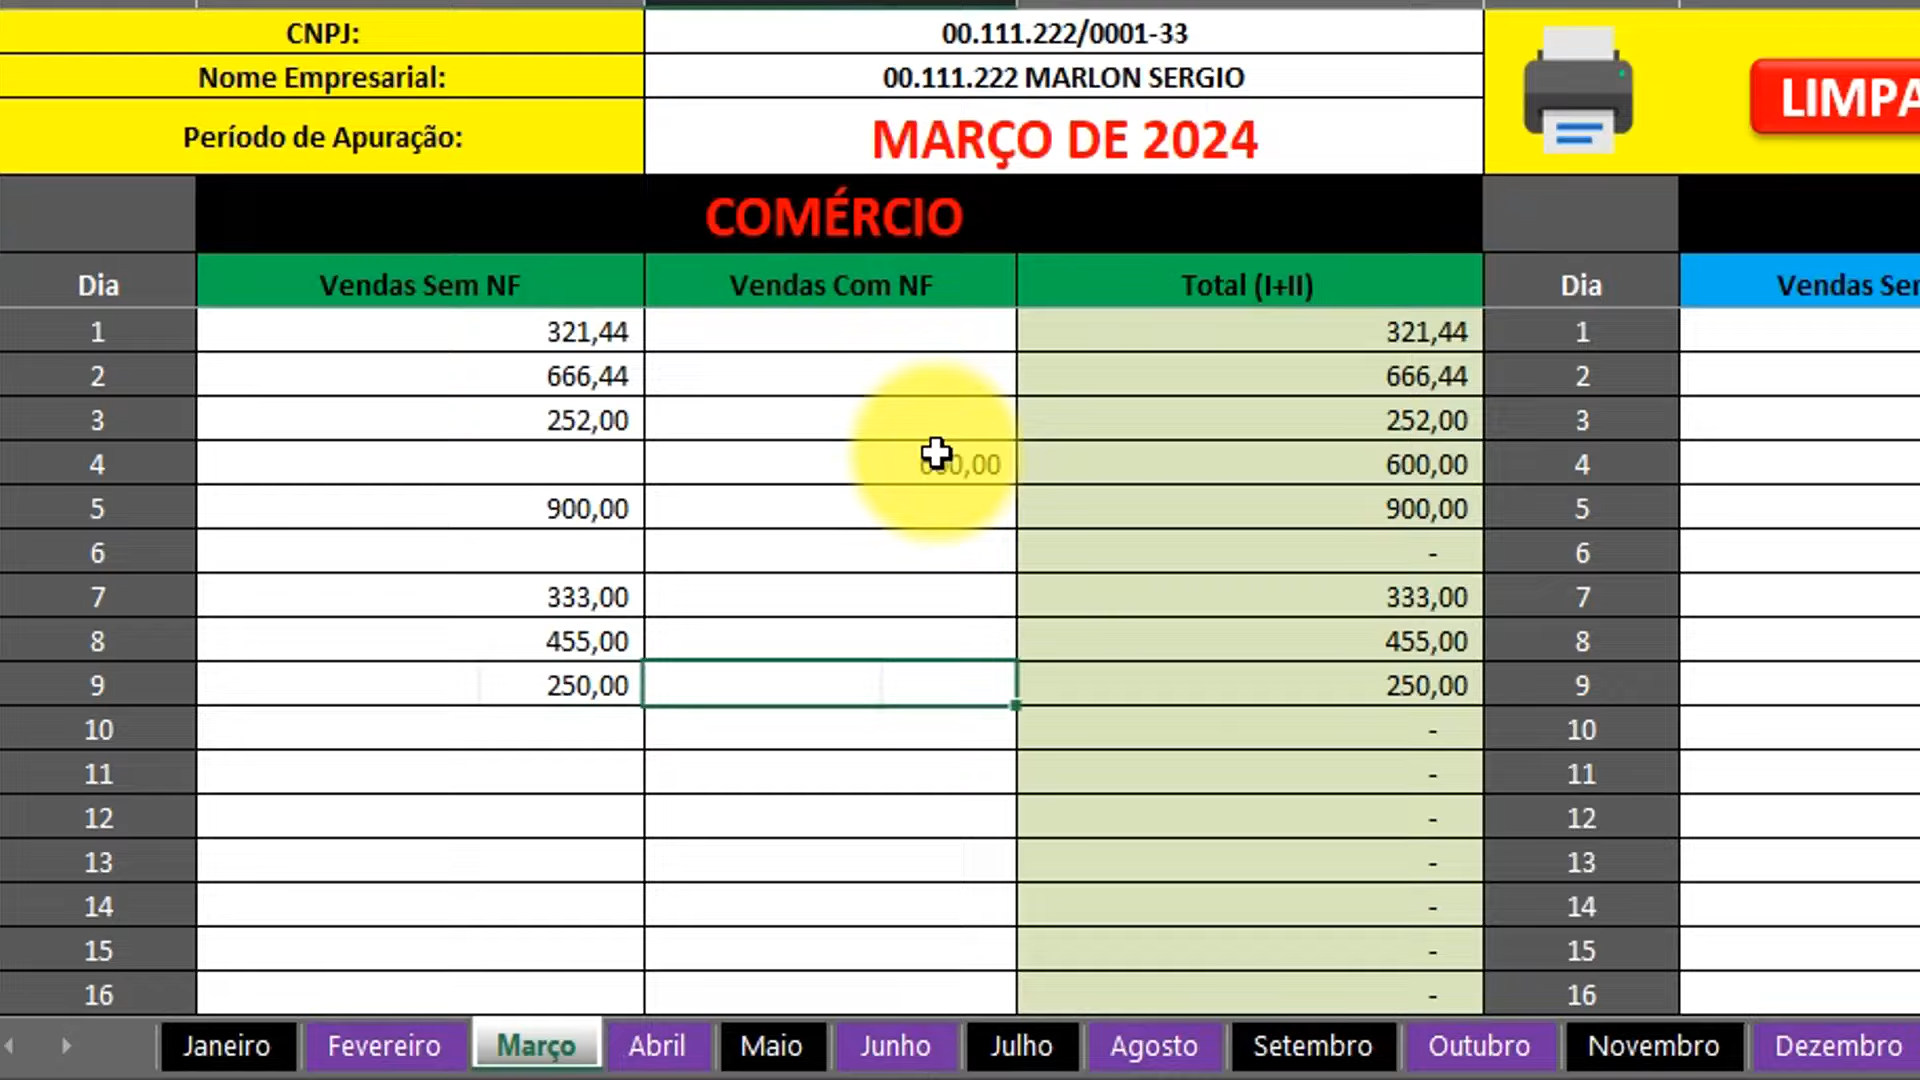 CNPJ: 00.111.222/0001-33
Nome Empresarial: 00.111.222 MARLON SERGIO
Período de Apuração: MARÇO DE 2024
COMÉRCIO
Dia Vendas Sem NF Vendas Com NF Total (I+II) Dia Vendas
1 321,44 321,44 1
2 666,44 666,44 2
3 252,00 252,00 3
4 600,00 4
5 900,00 900,00 5
6 - 6
7 333,00 333,00 7
8 455,00 455,00 8
9 250,00 250,00 9
10 - 10
11 - 11
12 - 12
13 - 13
14 - 14
15 - 15
16 - 16
Janeiro Fevereiro Março Abril Maio Junho Julho Agosto Setembro Outubro Novembro Dezembro